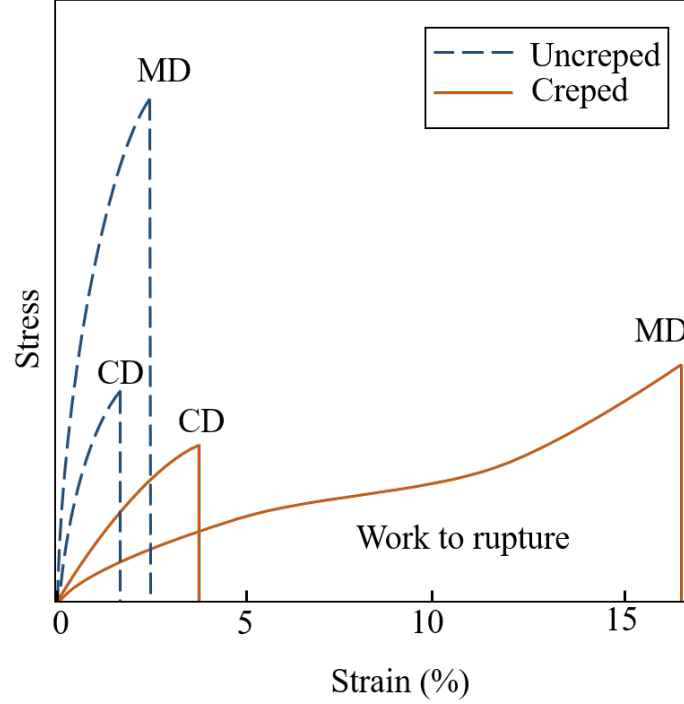 Uncreped
Creped
MD
CD
CD
MD
Work to rupture
Stress
0
5
10
15
Strain (%)